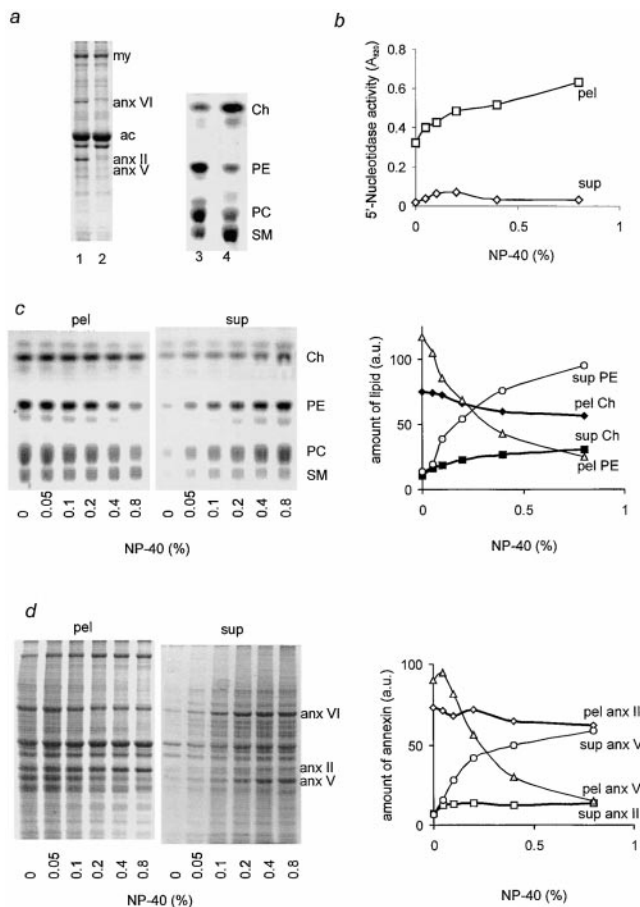 a
my
anx VI
ac
anx II
anx V
1 2
Ch
PE
PC
SM
3 4
b
5'-Nucleotidase activity (A₆₂₀)
0.8
0.6
0.4
0.2
0
pel
sup
0 0.5 1
NP-40 (%)
c
pel sup
Ch
PE
PC
SM
0 0.05 0.1 0.2 0.4 0.8 0 0.05 0.1 0.2 0.4 0.8
NP-40 (%)
amount of lipid (a.u.)
100
50
0
sup PE
pel Ch
sup Ch
pel PE
0 0.5 1
NP-40 (%)
d
pel sup
anx VI
anx II
anx V
0 0.05 0.1 0.2 0.4 0.8 0 0.05 0.1 0.2 0.4 0.8
NP-40 (%)
amount of annexin (a.u.)
100
50
0
pel anx II
sup anx V
pel anx V
sup anx II
0 0.5 1
NP-40 (%)